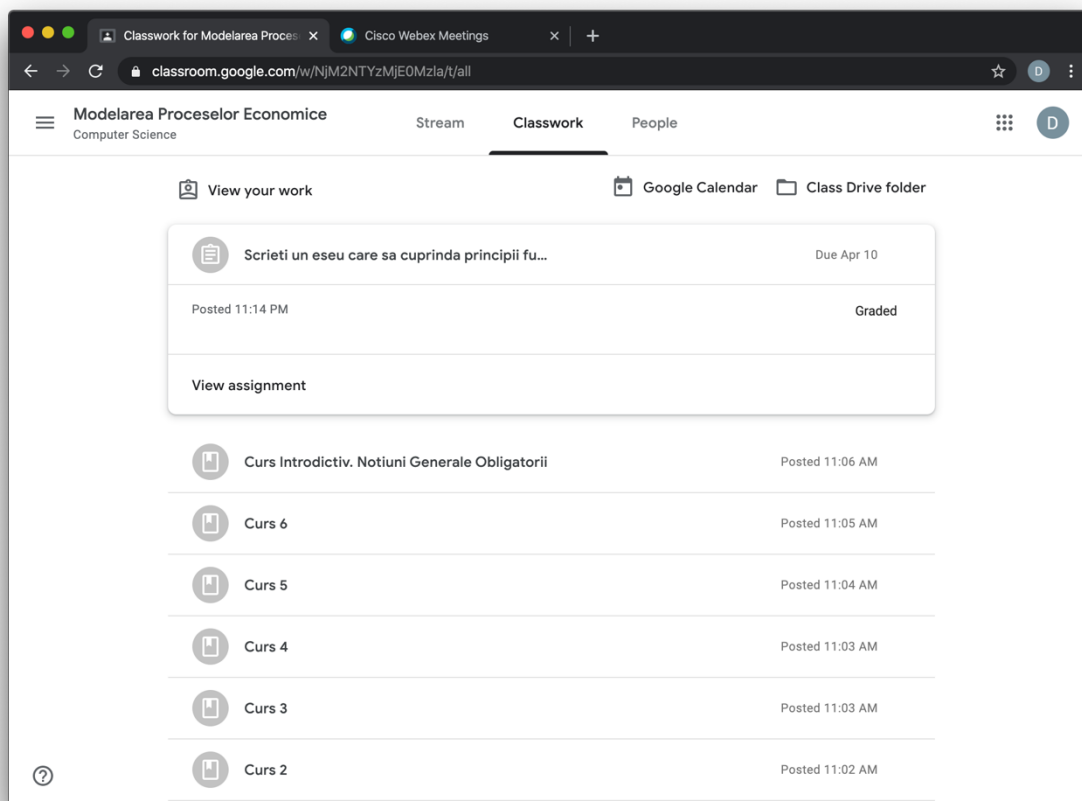 Classwork for Modelarea Proces
Cisco Webex Meetings
classroom.google.com/w/NjM2NTYzMjE0Mzla/t/all
D
Modelarea Proceselor Economice
Computer Science
Stream
Classwork
People
D
View your work
Google Calendar
Class Drive folder
Scrieti un eseu care sa cuprinda principii fu...
Due Apr 10
Posted 11:14 PM
Graded
View assignment
Curs Introdictiv. Notiuni Generale Obligatorii
Posted 11:06 AM
Curs 6
Posted 11:05 AM
Curs 5
Posted 11:04 AM
Curs 4
Posted 11:03 AM
Curs 3
Posted 11:03 AM
Curs 2
Posted 11:02 AM